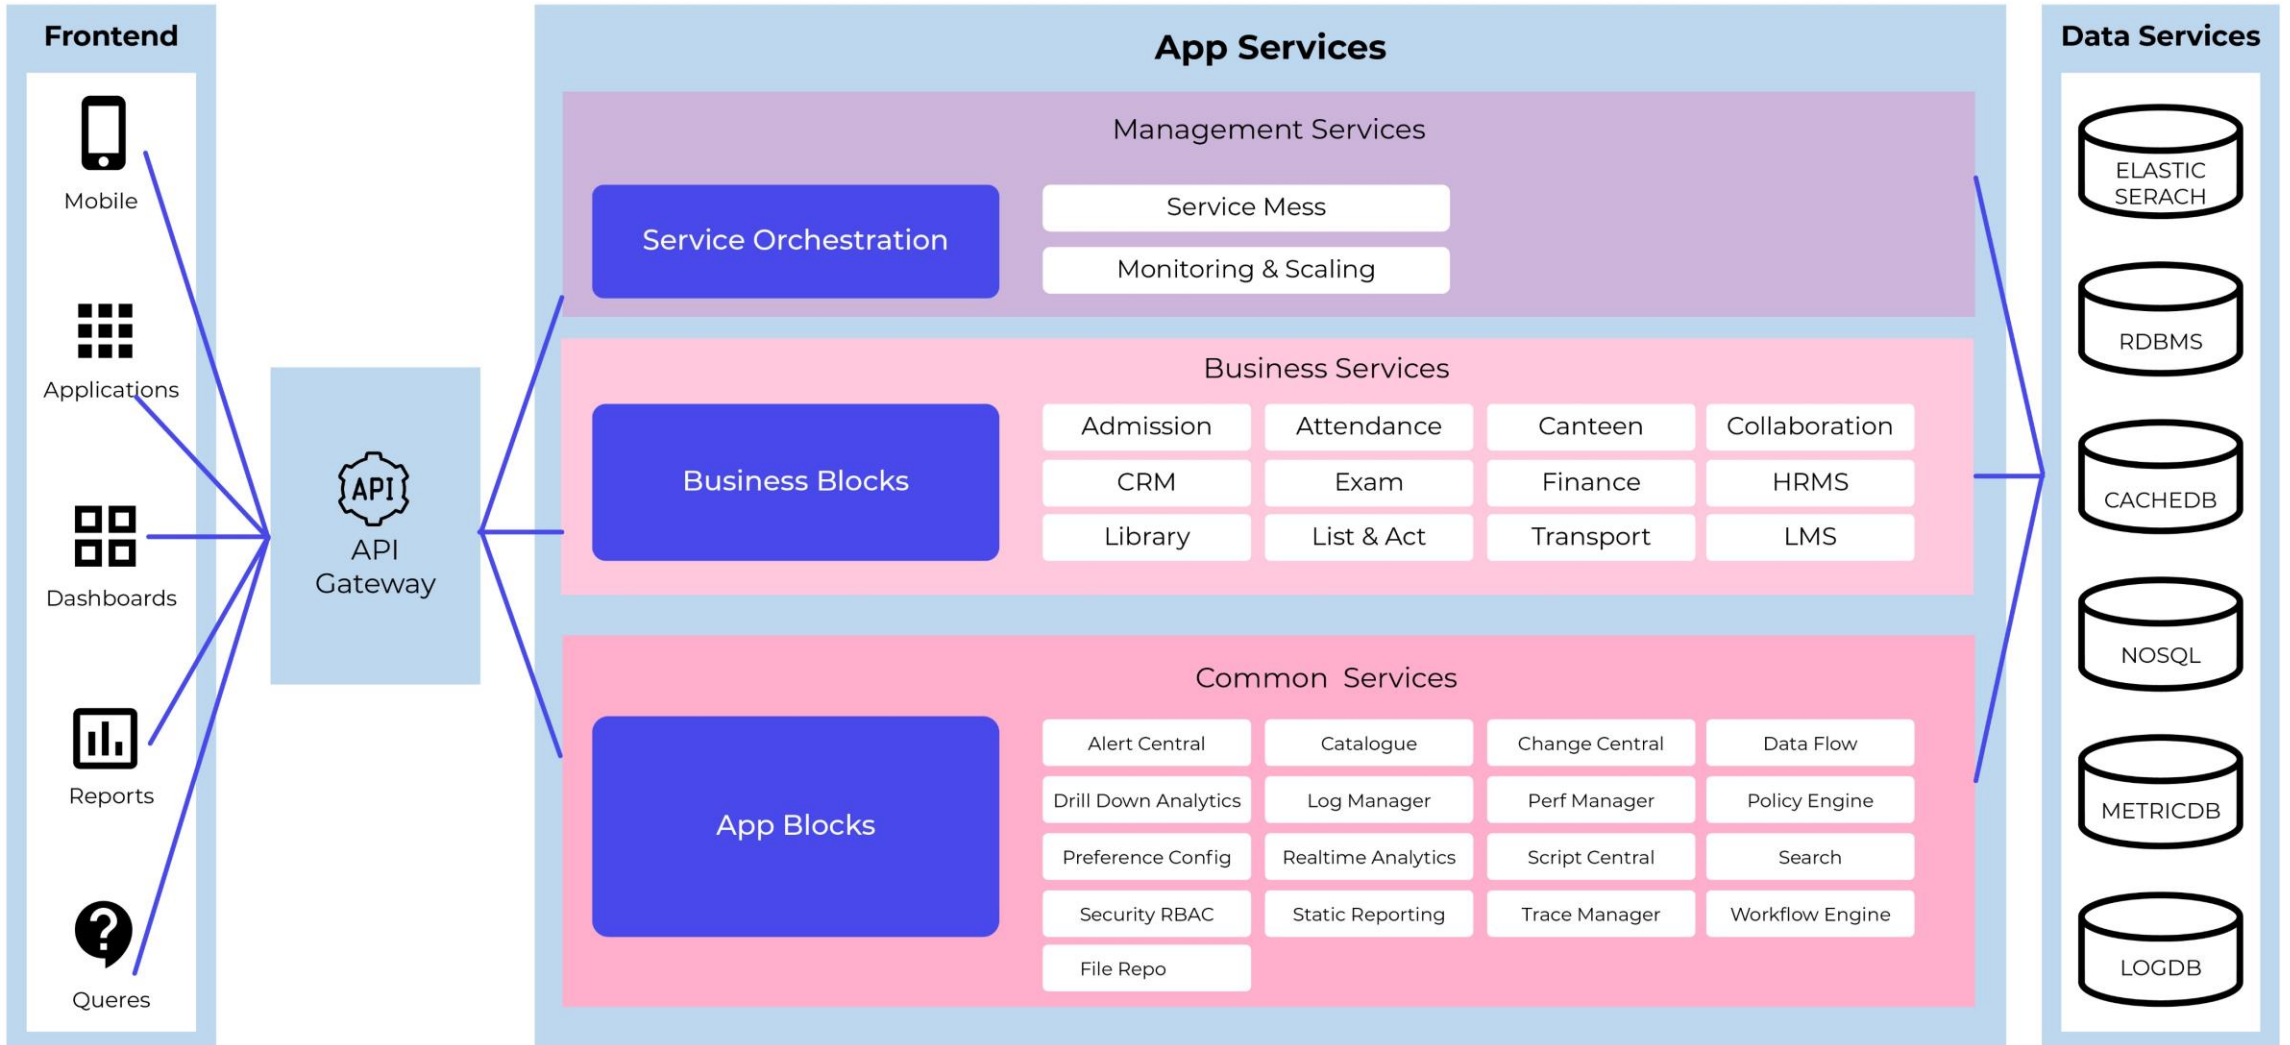 Frontend
Mobile
Applications
Dashboards
Reports
Queres
API
API
Gateway
App Services
Management Services
Service Orchestration
Service Mess
Monitoring & Scaling
Business Services
Business Blocks
Admission
Attendance
Canteen
Collaboration
CRM
Exam
Finance
HRMS
Library
List & Act
Transport
LMS
Common Services
App Blocks
Alert Central
Catalogue
Change Central
Data Flow
Drill Down Analytics
Log Manager
Perf Manager
Policy Engine
Preference Config
Realtime Analytics
Script Central
Search
Security RBAC
Static Reporting
Trace Manager
Workflow Engine
File Repo
Data Services
ELASTIC
SERACH
RDBMS
CACHEDB
NOSQL
METRICDB
LOGDB